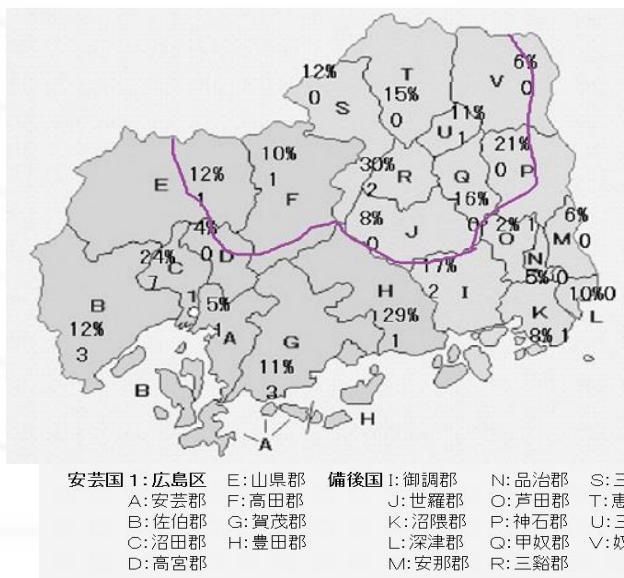 12%
0
T
15%
0
V
6%
0
S
11%
U 1
21%
0 P
10%
1
F
30%
2
R
Q
16%
0
E
12%
1
8%
0
J
2% 1
O
6%
M 0
4%
0 D
24%
C
7
N
5% 0
17%
2
I
H
29%
1
10%0
L
K
8% 1
B
12%
3
1
5%
1
A
G
11%
3
B
H
A
安芸国 1:広島区 E:山県郡 備後国 I:御調郡 N:品治郡 S:三
A:安芸郡 F:高田郡 J:世羅郡 O:芦田郡 T:恵
B:佐伯郡 G:賀茂郡 K:沼隈郡 P:神石郡 U:三
C:沼田郡 H:豊田郡 L:深津郡 Q:甲奴郡 V:奴
D:高宮郡 M:安那郡 R:三谿郡